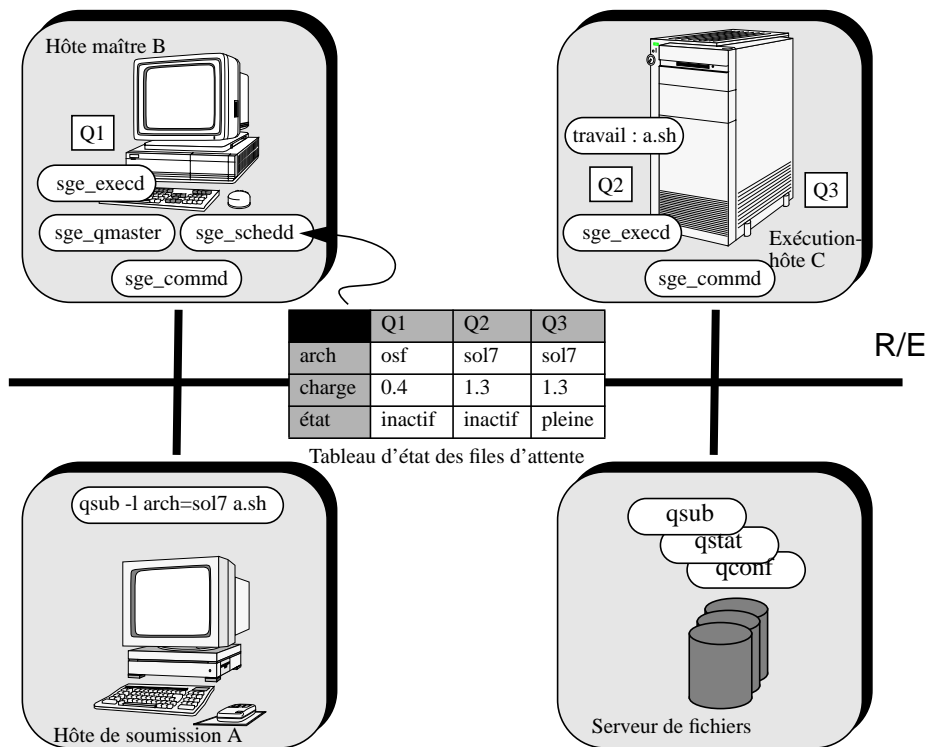 Hôte maître B
Q1
sge_execd
sge_qmaster
sge_schedd
sge_commd
travail : a.sh
Q2
Q3
sge_execd
Exécution-
hôte C
sge_commd
R/E
Q1 Q2 Q3
arch osf sol7 sol7
charge 0.4 1.3 1.3
état inactif inactif pleine
Tableau d’état des files d’attente
qsub -l arch=sol7 a.sh
Hôte de soumission A
qsub
qstat
qconf
Serveur de fichiers